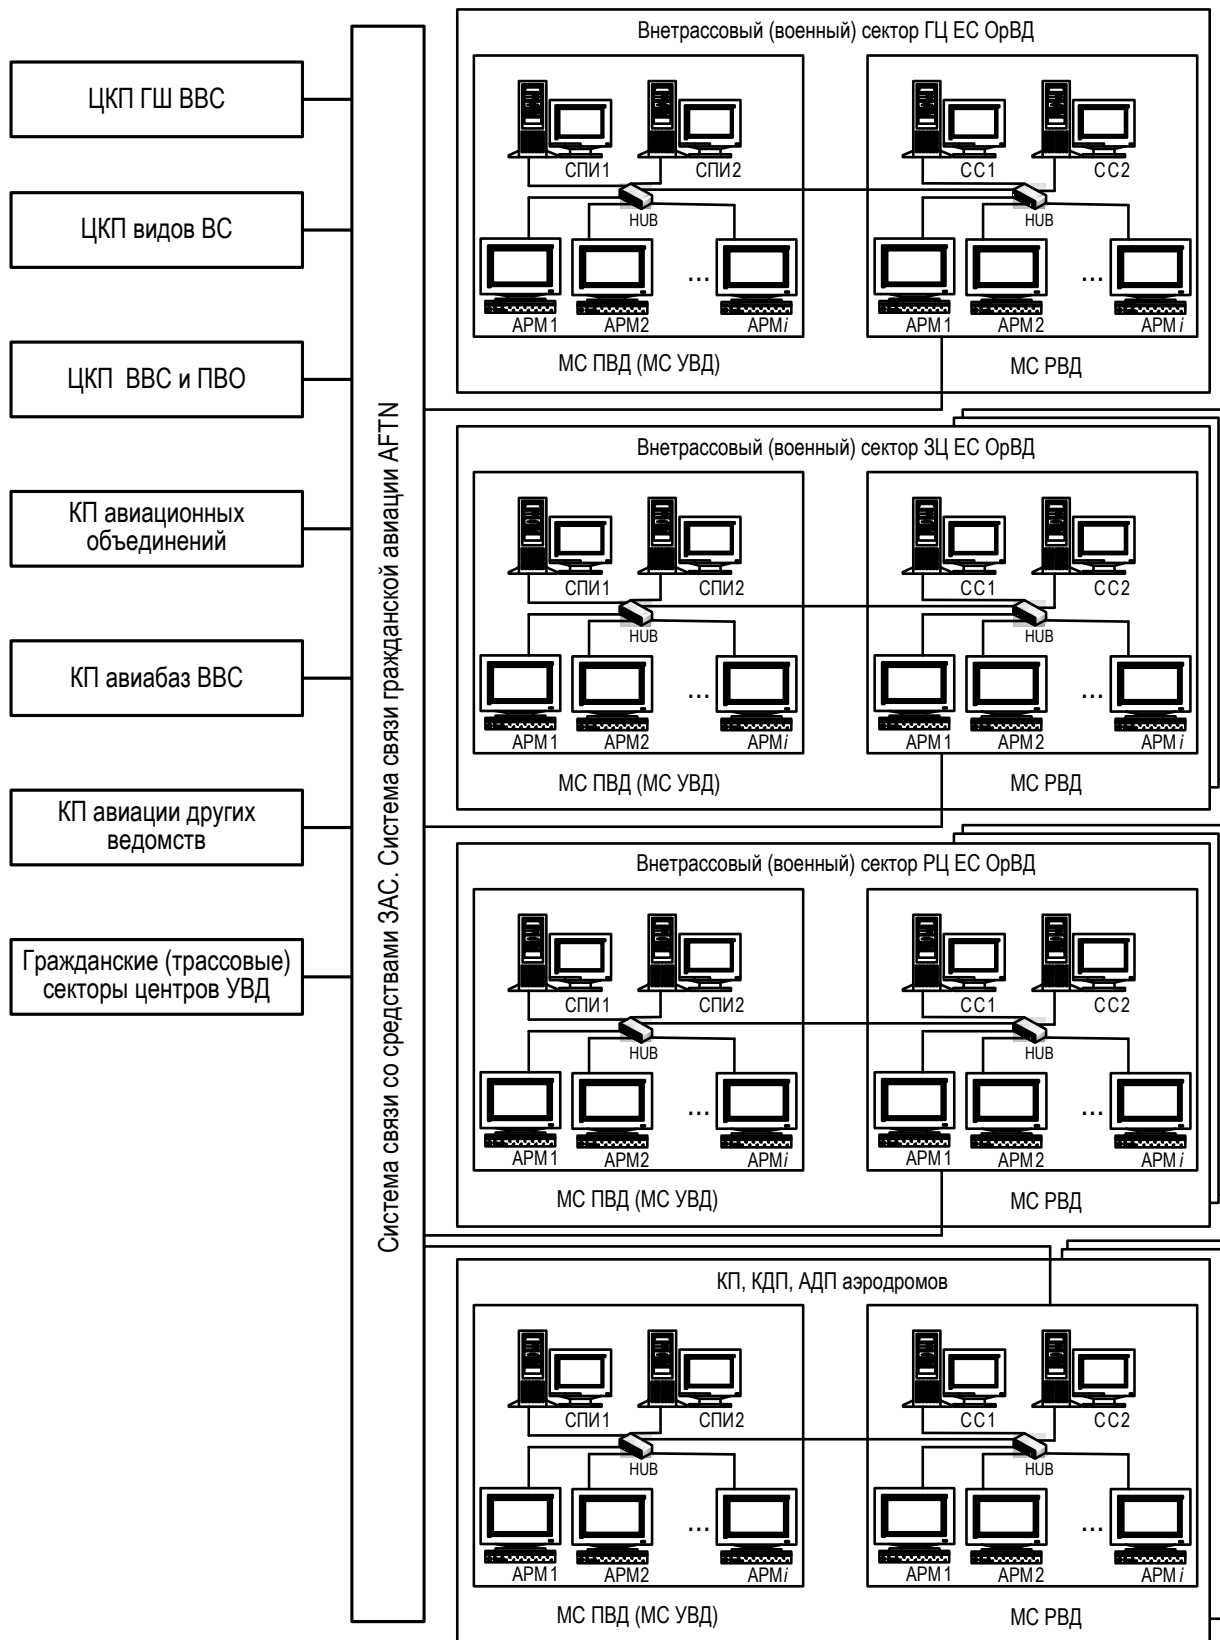 ЦКП ГШ ВВС
ЦКП видов ВС
ЦКП ВВС и ПВО
КП авиационных
объединений
КП авиабаз ВВС
КП авиации других
ведомств
Гражданские (трассовые)
секторы центров УВД
Система связи со средствами ЗАС. Система связи гражданской авиации AFTN
Внетрассовый (военный) сектор ГЦ ЕС ОрВД
СПИ1
СПИ2
HUB
АРМ1
АРМ2
...
АРМi
МС ПВД (МС УВД)
СС1
СС2
HUB
АРМ1
АРМ2
...
АРМi
МС РВД
Внетрассовый (военный) сектор ЗЦ ЕС ОрВД
СПИ1
СПИ2
HUB
АРМ1
АРМ2
...
АРМi
МС ПВД (МС УВД)
СС1
СС2
HUB
АРМ1
АРМ2
...
АРМi
МС РВД
Внетрассовый (военный) сектор РЦ ЕС ОрВД
СПИ1
СПИ2
HUB
АРМ1
АРМ2
...
АРМi
МС ПВД (МС УВД)
СС1
СС2
HUB
АРМ1
АРМ2
...
АРМi
МС РВД
КП, КДП, АДП аэродромов
СПИ1
СПИ2
HUB
АРМ1
АРМ2
...
АРМi
МС ПВД (МС УВД)
СС1
СС2
HUB
АРМ1
АРМ2
...
АРМi
МС РВД